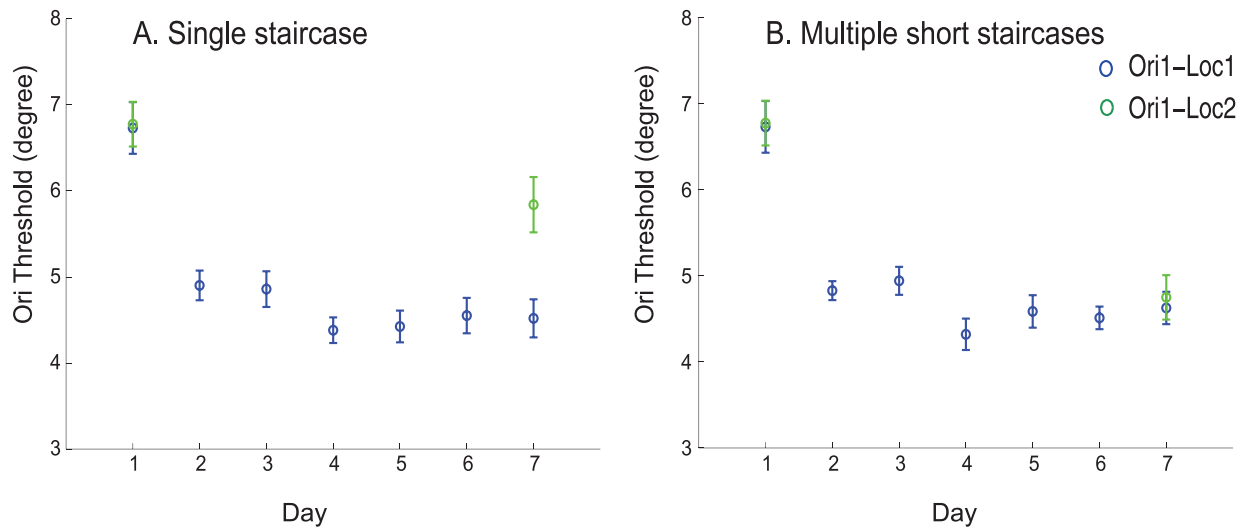 A. Single staircase
Ori Threshold (degree)
8
7
6
5
4
3
1 2 3 4 5 6 7
Day
B. Multiple short staircases
Ori1–Loc1
Ori1–Loc2
Ori Threshold (degree)
8
7
6
5
4
3
1 2 3 4 5 6 7
Day